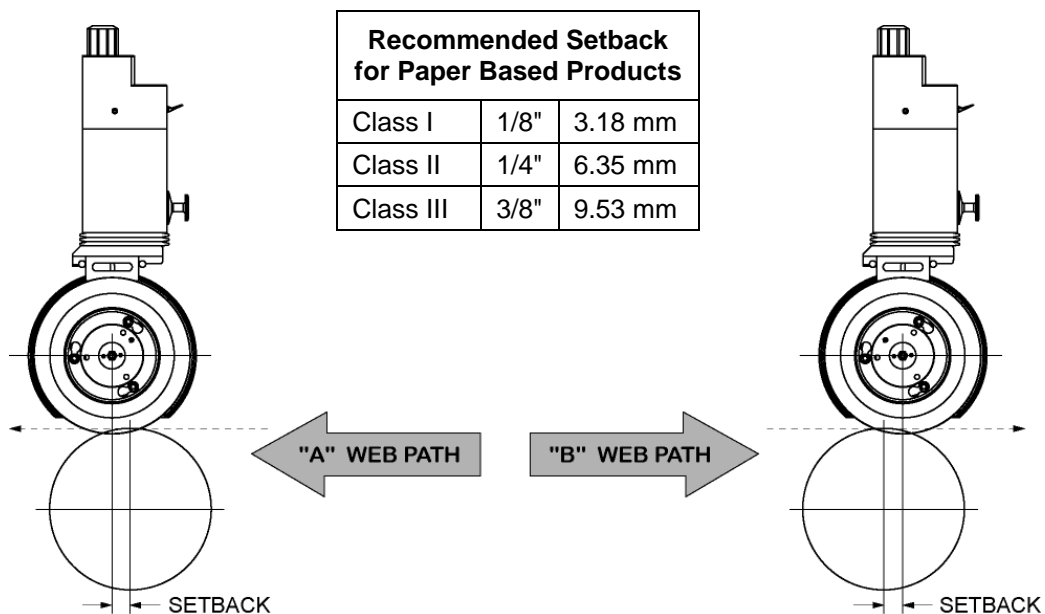 Recommended Setback
for Paper Based Products
Class I 1/8" 3.18 mm
Class II 1/4" 6.35 mm
Class III 3/8" 9.53 mm
"A" WEB PATH
"B" WEB PATH
SETBACK
SETBACK